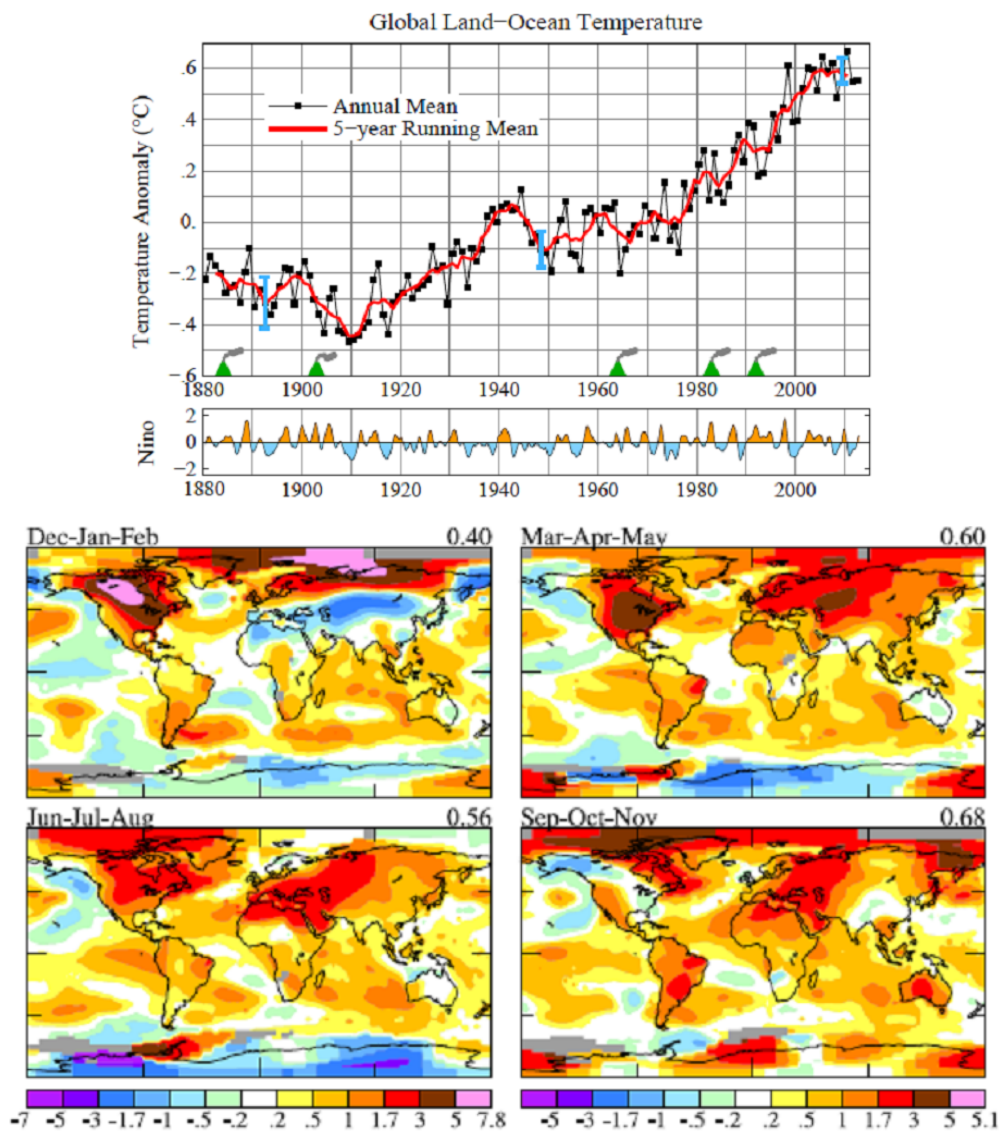 Global Land−Ocean Temperature
Temperature Anomaly (°C)
.6
.4
.2
0.
−.2
−.4
−.6
Annual Mean
5−year Running Mean
1880 1900 1920 1940 1960 1980 2000
Nino
2
0
−2
1880 1900 1920 1940 1960 1980 2000
Dec-Jan-Feb 0.40
Mar-Apr-May 0.60
Jun-Jul-Aug 0.56
Sep-Oct-Nov 0.68
-7 -5 -3 -1.7 -1 -.5 -.2 .2 .5 1 1.7 3 5 7.8
-5 -3 -1.7 -1 -.5 -.2 .2 .5 1 1.7 3 5 5.1